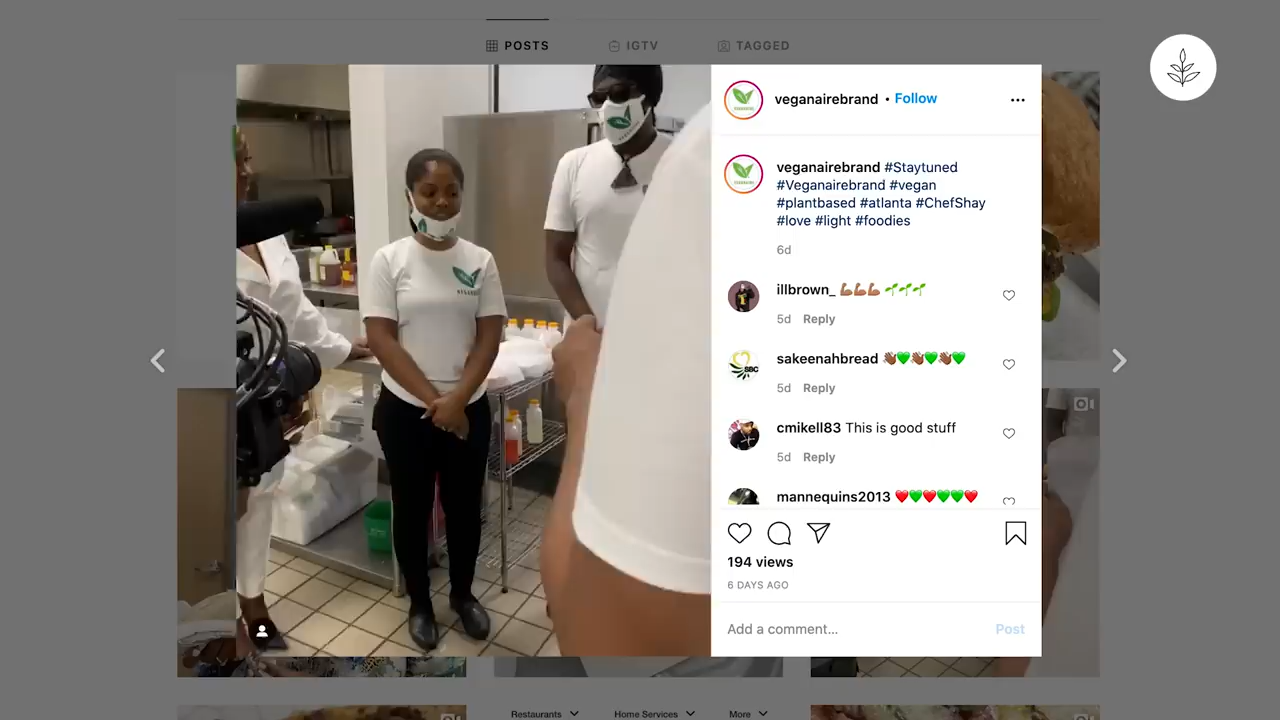 POSTS IGTV TAGGED
veganairebrand • Follow
veganairebrand #Staytuned
#Veganairebrand #vegan
#plantbased #atlanta #ChefShay
#love #light #foodies
6d
illbrown_ 💪🏽💪🏽💪🏽🌱🌱🌱
5d Reply
sakeenahbread 👏🏾💚👏🏾💚👏🏾💚
5d Reply
SBC
cmikell83 This is good stuff
5d Reply
mannequins2013 ❤️💚❤️💚💚❤️
194 views
6 DAYS AGO
Add a comment... Post
Restaurants Home Services More